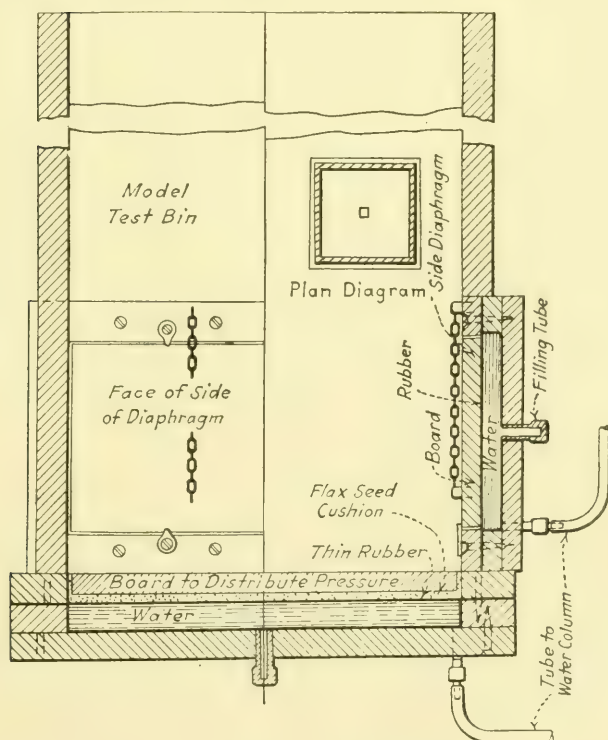 Model
Test Bin
Plan Diagram
Side Diaphragm
Rubber
Board
Water
Filling Tube
Face of Side
of Diaphragm
Flax Seed
Cushion
Thin Rubber
Board to Distribute Pressure
Water
Tube to
Water Column